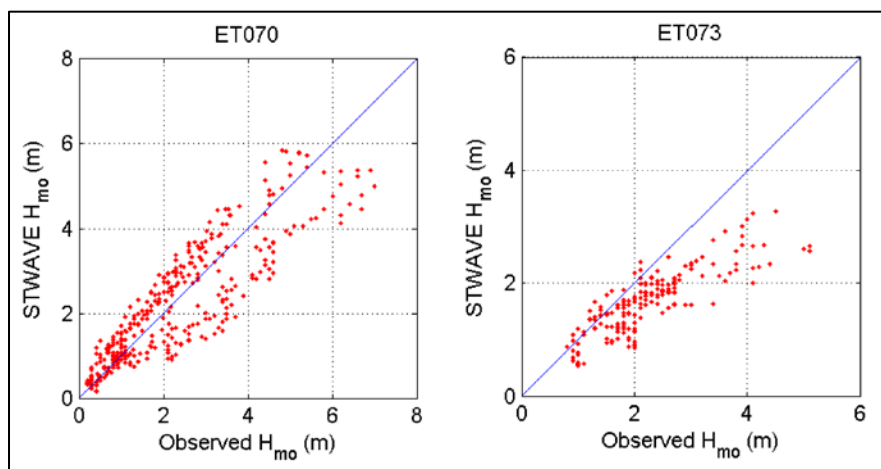 ET070
8
6
4
2
0
STWAVE Hmo (m)
0 2 4 6 8
Observed Hmo (m)
ET073
6
4
2
0
STWAVE Hmo (m)
0 2 4 6
Observed Hmo (m)